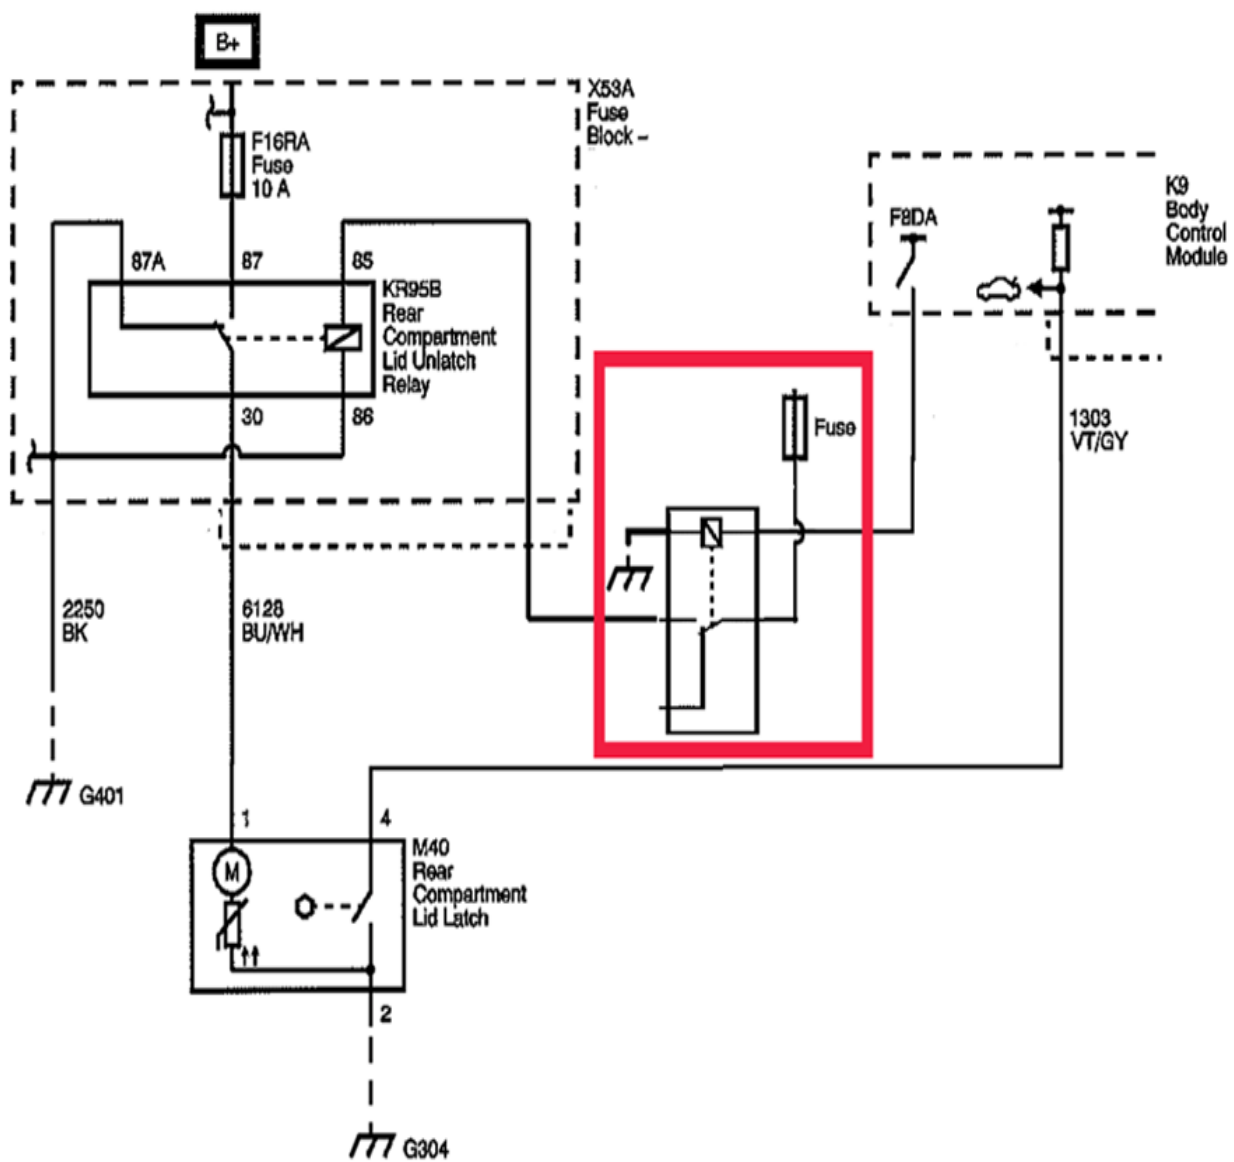 B+
X53A
Fuse
Block –
F16RA
Fuse
10 A
K9
Body
Control
Module
F8DA
87A
87
85
KR95B
Rear
Compartment
Lid Unlatch
Relay
30
86
1303
VT/GY
Fuse
2250
BK
6128
BU/WH
G401
1
4
M40
Rear
Compartment
Lid Latch
M
2
G304